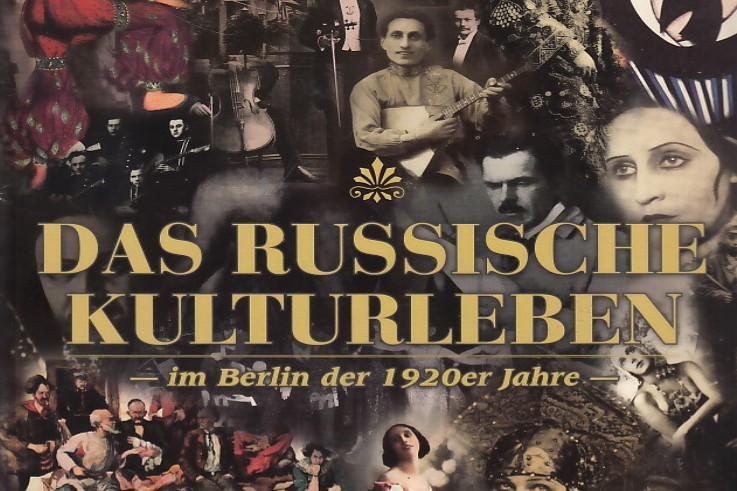 DAS RUSSISCHE
KULTURLEBEN
— im Berlin der 1920er Jahre —